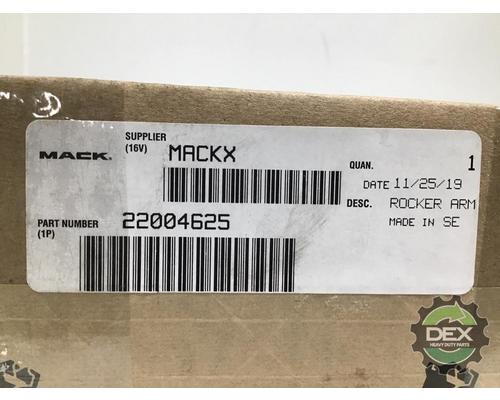 MACK.
SUPPLIER
(16V)
MACKX
QUAN.
1
DATE 11/25/19
DESC. ROCKER ARM
MADE IN SE
PART NUMBER
(1P)
22004625
DEX
HEAVY DUTY PARTS